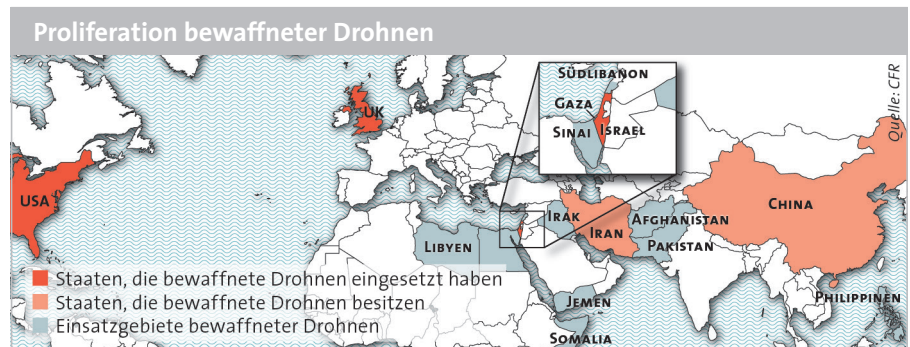 Proliferation bewaffneter Drohnen
Quelle: CFR
SÜDLIBANON
GAZA
SINAI
ISRAEL
UK
USA
CHINA
IRAK
AFGHANISTAN
IRAN
LIBYEN
PAKISTAN
JEMEN
PHILIPPINEN
SOMALIA
Staaten, die bewaffnete Drohnen eingesetzt haben
Staaten, die bewaffnete Drohnen besitzen
Einsatzgebiete bewaffneter Drohnen